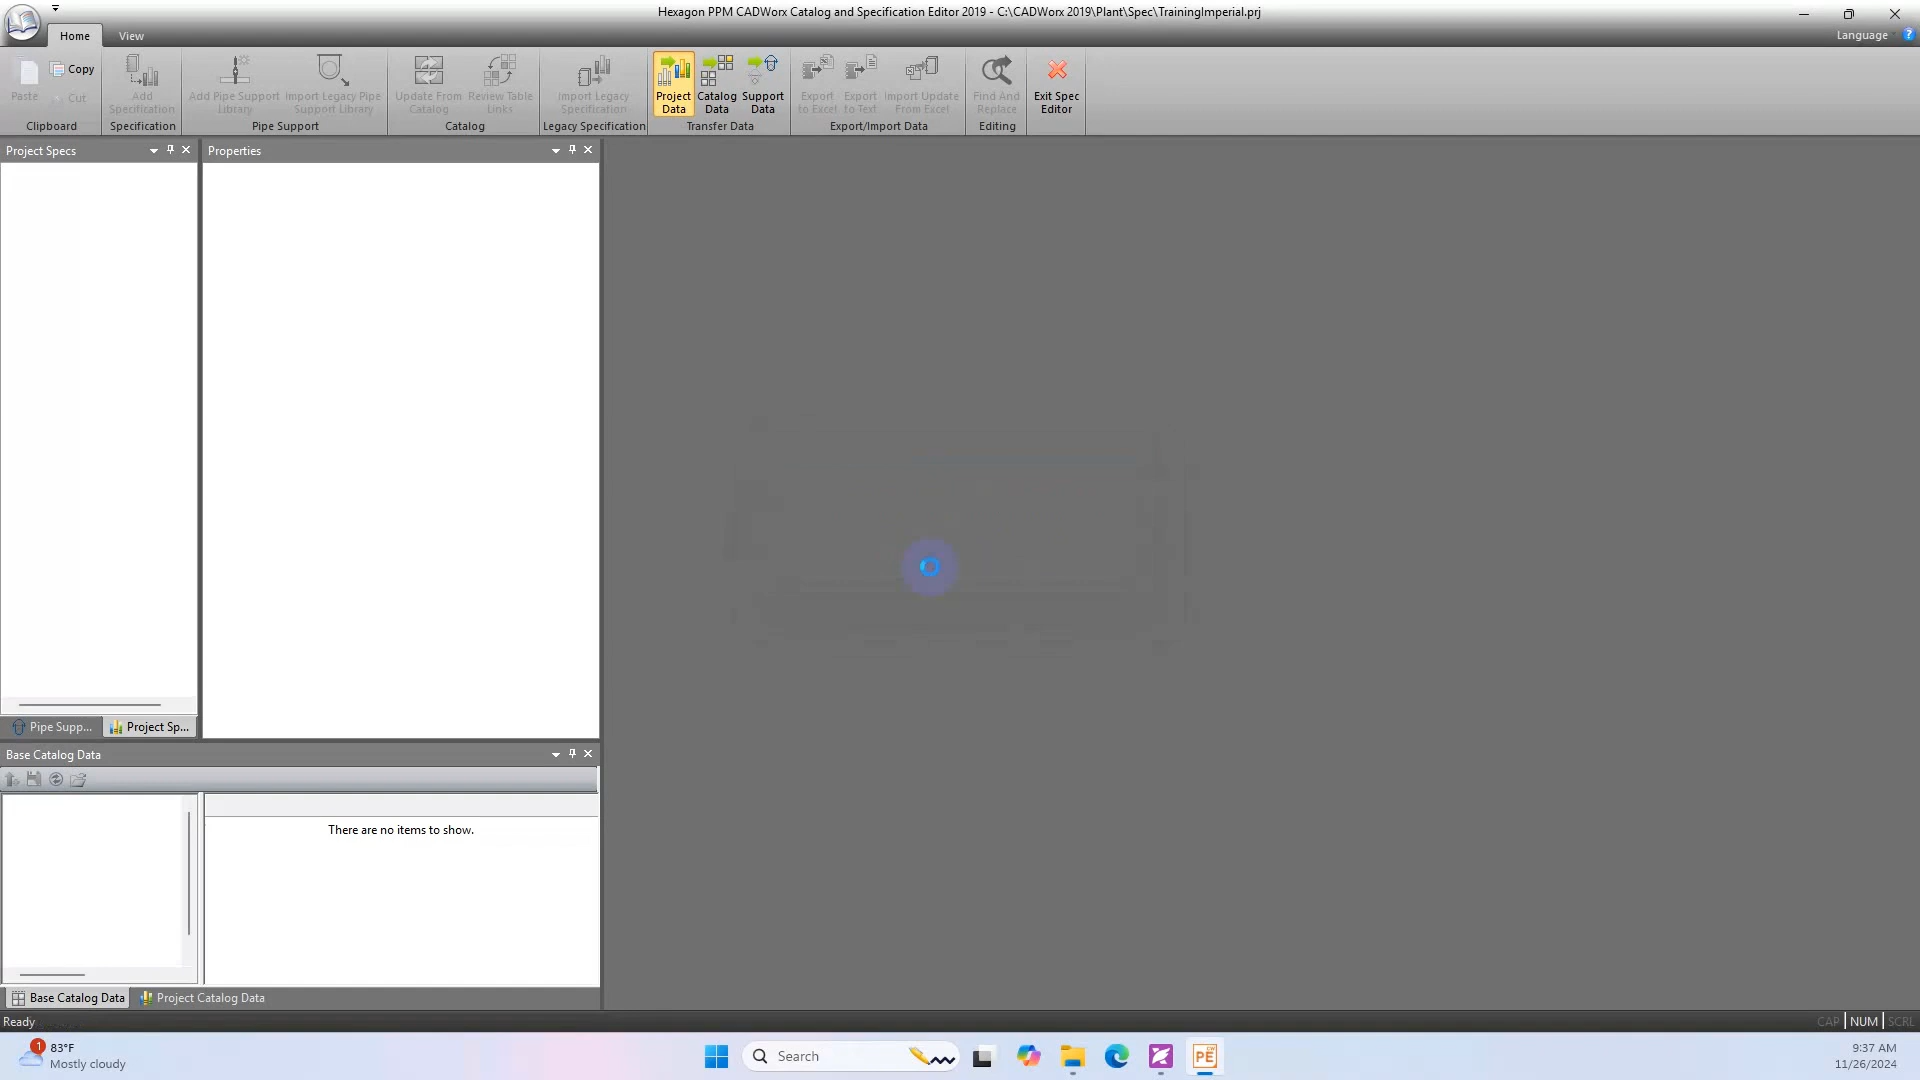 Hexagon PPM CADWorx Catalog and Specification Editor 2019 - C:\CADWorx 2019\Plant\Spec\TrainingImperial.prj
Home
View
Language
?
Paste
Copy
Cut
Clipboard
Add Specification
Specification
Add Pipe Support Library
Import Legacy Pipe Support Library
Pipe Support
Update From Catalog
Review Table Links
Catalog
Import Legacy Specification
Legacy Specification
Project Data
Catalog Data
Support Data
Transfer Data
Export to Excel
Export to Text
Import Update From Excel
Export/Import Data
Find And Replace
Editing
Exit Spec Editor
Project Specs
Properties
Pipe Supp...
Project Sp...
Base Catalog Data
There are no items to show.
Base Catalog Data
Project Catalog Data
Ready
CAP
NUM
SCRL
1
83°F
Mostly cloudy
Search
CW
PE
9:37 AM
11/26/2024